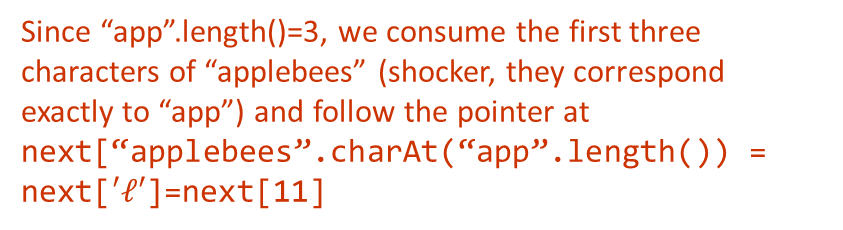 Since “app”.length()=3, we consume the first three
characters of “applebees” (shocker, they correspond
exactly to “app”) and follow the pointer at
next[“applebees”.charAt(“app”.length()) =
next['ℓ']=next[11]